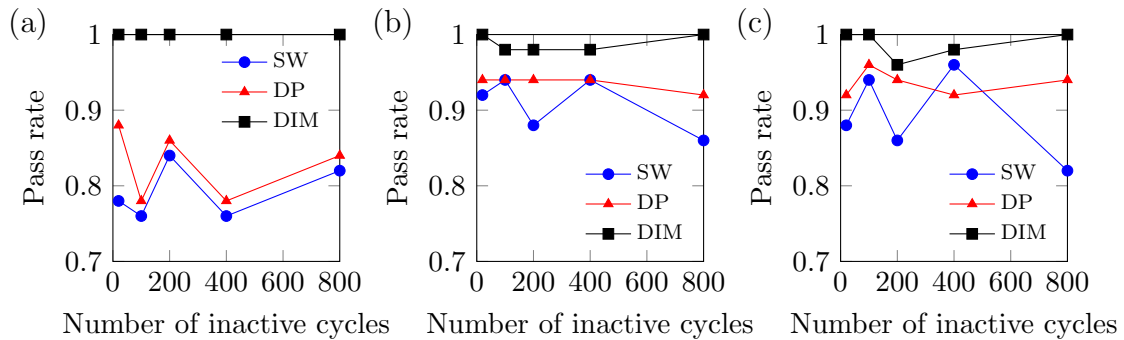 (a)
Pass rate
1
0.9
0.8
0.7
SW
DP
DIM
0 200 400 600 800
Number of inactive cycles
(b)
Pass rate
1
0.9
0.8
0.7
SW
DP
DIM
0 200 400 600 800
Number of inactive cycles
(c)
Pass rate
1
0.9
0.8
0.7
SW
DP
DIM
0 200 400 600 800
Number of inactive cycles